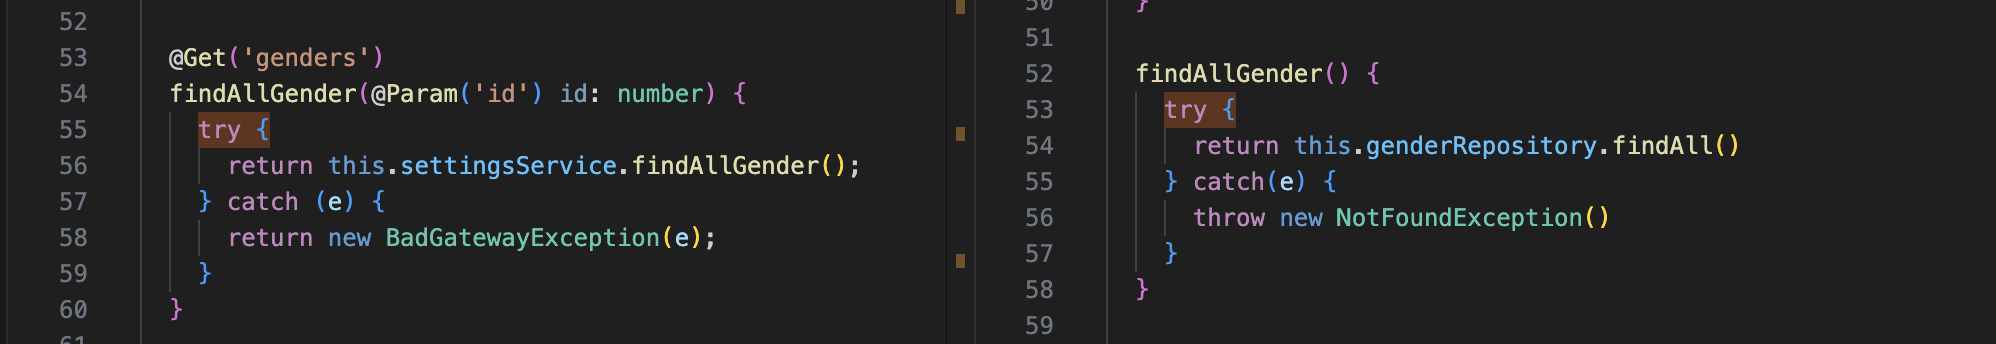 52
53 @Get('genders')
54 findAllGender(@Param('id') id: number) {
55 try {
56 return this.settingsService.findAllGender();
57 } catch (e) {
58 return new BadGatewayException(e);
59 }
60 }
61
50 }
51
52 findAllGender() {
53 try {
54 return this.genderRepository.findAll()
55 } catch(e) {
56 throw new NotFoundException()
57 }
58 }
59